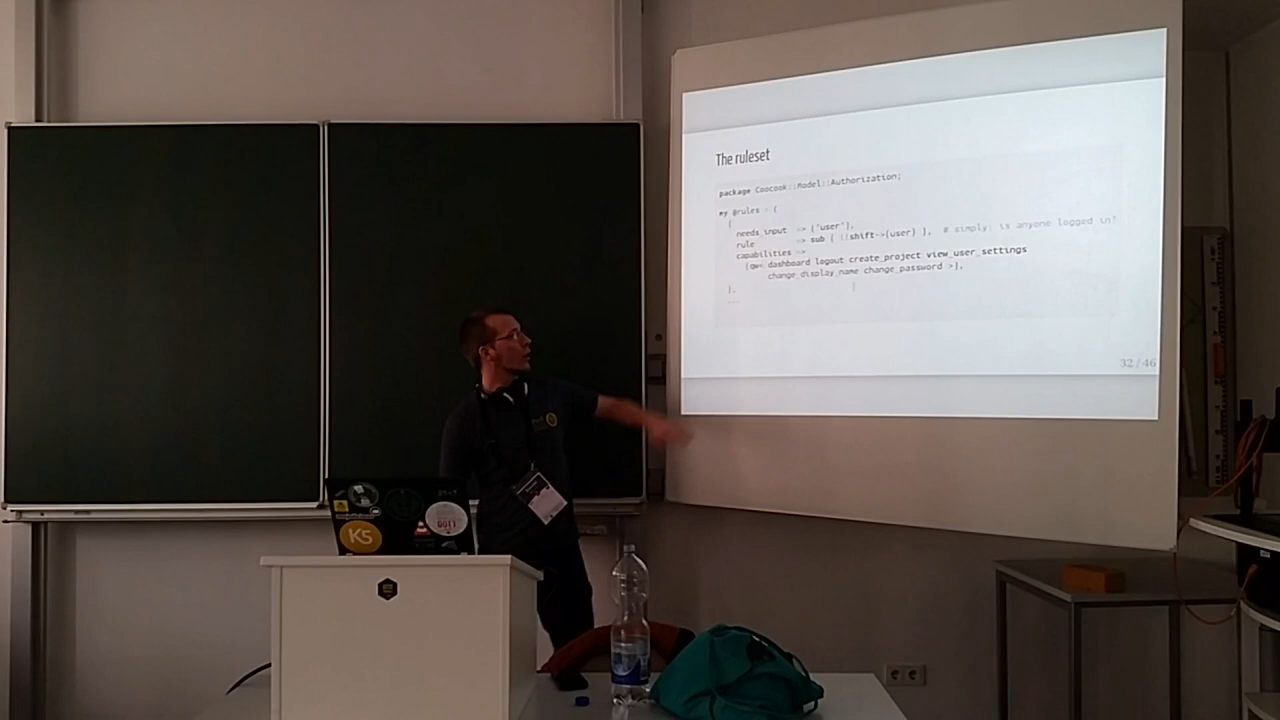 The ruleset
package Coocook::Model::Authorization;
my @rules = (
{
needs_input => ['user'],
rule => sub { !!shift->{user} }, # simply: is anyone logged in?
capabilities =>
[qw< dashboard logout create_project view_user_settings
change_display_name change_password >],
},
...
32 / 46
K5